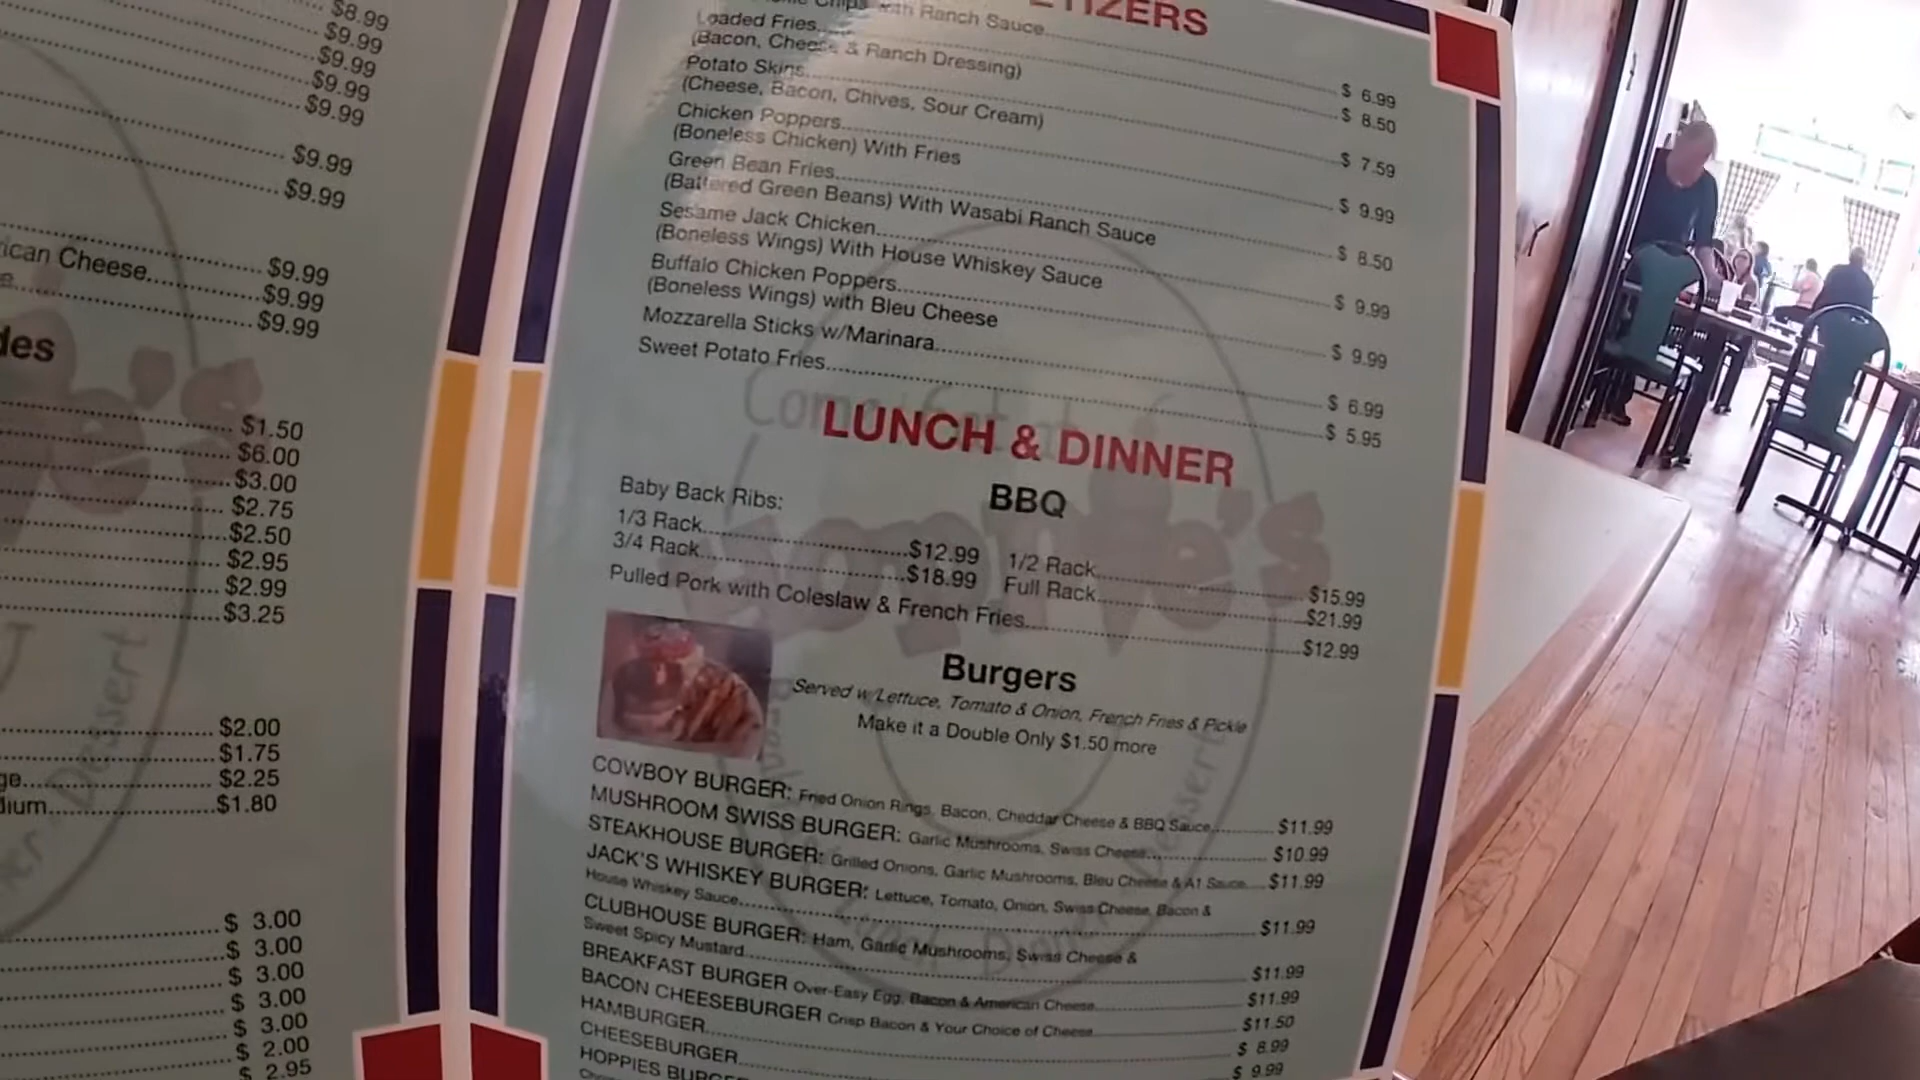 $8.99
$9.99
$9.99
$9.99
$9.99
$9.99
$9.99
$9.99
ican Cheese $9.99
$9.99
des
$1.50
$6.00
$3.00
$2.75
$2.50
$2.95
$2.99
$3.25
$2.00
$1.75
ge $2.25
dium $1.80
$ 3.00
$ 3.00
$ 3.00
$ 3.00
$ 3.00
$ 2.00
$ 2.95
Dessert
ETIZERS
Chips with Ranch Sauce $ 6.99
Loaded Fries $ 8.50
(Bacon, Cheese & Ranch Dressing)
Potato Skins $ 7.59
(Cheese, Bacon, Chives, Sour Cream)
Chicken Poppers $ 9.99
(Boneless Chicken) With Fries
Green Bean Fries $ 8.50
(Battered Green Beans) With Wasabi Ranch Sauce
Sesame Jack Chicken $ 9.99
(Boneless Wings) With House Whiskey Sauce
Buffalo Chicken Poppers $ 9.99
(Boneless Wings) with Bleu Cheese
Mozzarella Sticks w/Marinara $ 6.99
Sweet Potato Fries $ 5.95
LUNCH & DINNER
BBQ
Baby Back Ribs:
1/3 Rack $12.99 1/2 Rack $15.99
3/4 Rack $18.99 Full Rack $21.99
Pulled Pork with Coleslaw & French Fries $12.99
Burgers
Served w/Lettuce, Tomato & Onion, French Fries & Pickle
Make it a Double Only $1.50 more
COWBOY BURGER: Fried Onion Rings, Bacon, Cheddar Cheese & BBQ Sauce $11.99
MUSHROOM SWISS BURGER: Garlic Mushrooms, Swiss Cheese $10.99
STEAKHOUSE BURGER: Grilled Onions, Garlic Mushrooms, Bleu Cheese & A1 Sauce $11.99
JACK'S WHISKEY BURGER: Lettuce, Tomato, Onion, Swiss Cheese, Bacon &
House Whiskey Sauce $11.99
CLUBHOUSE BURGER: Ham, Garlic Mushrooms, Swiss Cheese &
Sweet Spicy Mustard $11.99
BREAKFAST BURGER Over-Easy Egg, Bacon & American Cheese $11.99
BACON CHEESEBURGER Crisp Bacon & Your Choice of Cheese $11.50
HAMBURGER $ 8.99
CHEESEBURGER $ 9.99
HOPPIES BURGE